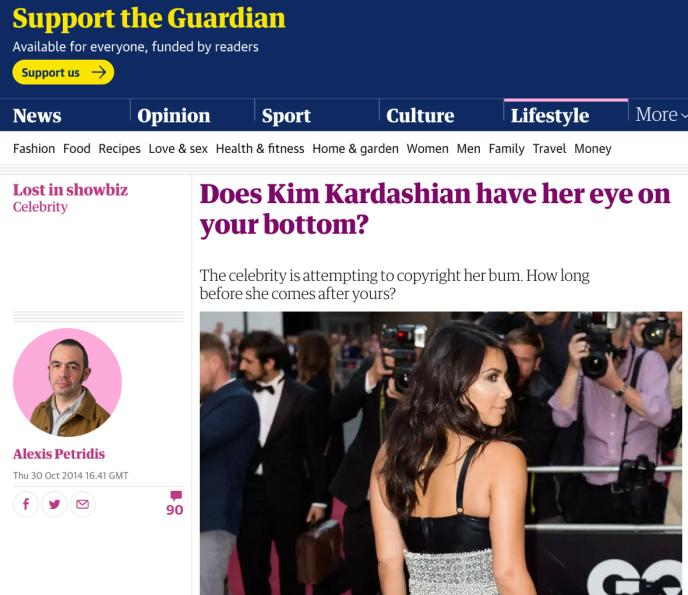 Support the Guardian
Available for everyone, funded by readers
Support us
News
Opinion
Sport
Culture
Lifestyle
More
Fashion Food Recipes Love & sex Health & fitness Home & garden Women Men Family Travel Money
Lost in showbiz
Celebrity
Does Kim Kardashian have her eye on
your bottom?
The celebrity is attempting to copyright her bum. How long
before she comes after yours?
Alexis Petridis
Thu 30 Oct 2014 16.41 GMT
90
GQ